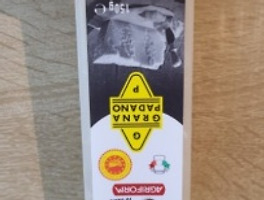 AGRIFORM
G
GRANA
PADANO
P
150g e